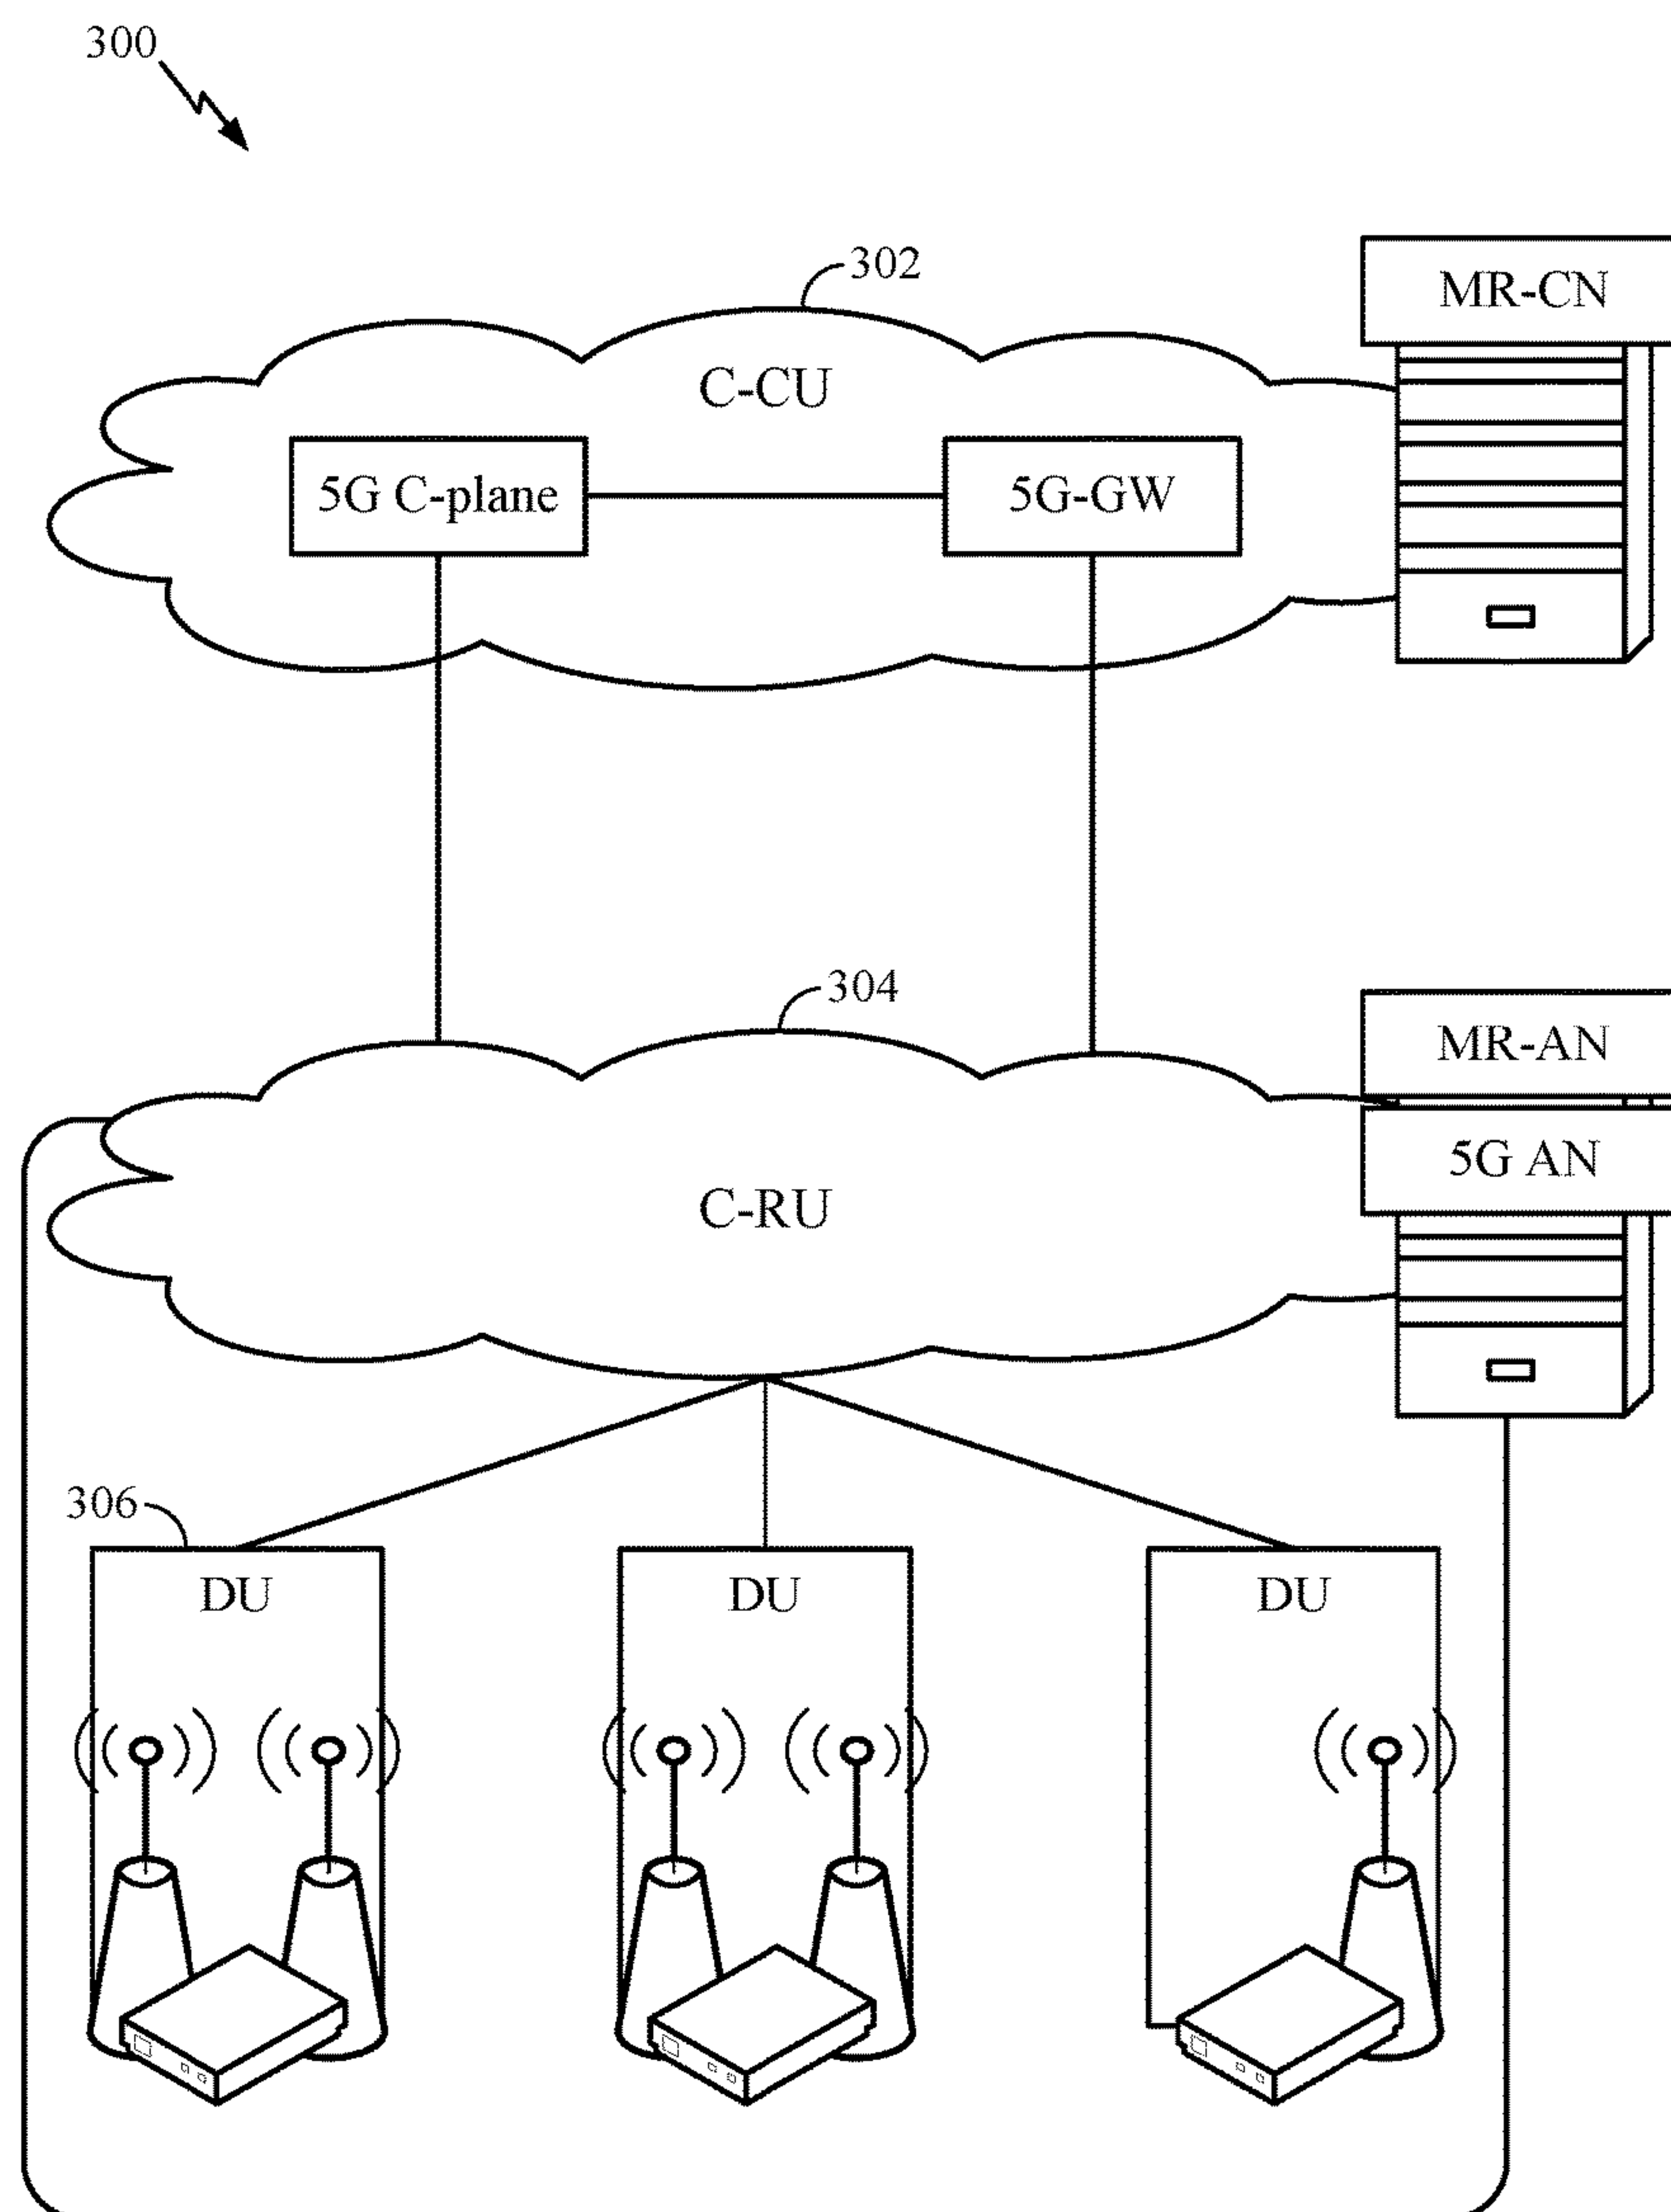 300
302
MR-CN
C-CU
5G C-plane
5G-GW
304
MR-AN
5G AN
C-RU
306
DU
DU
DU